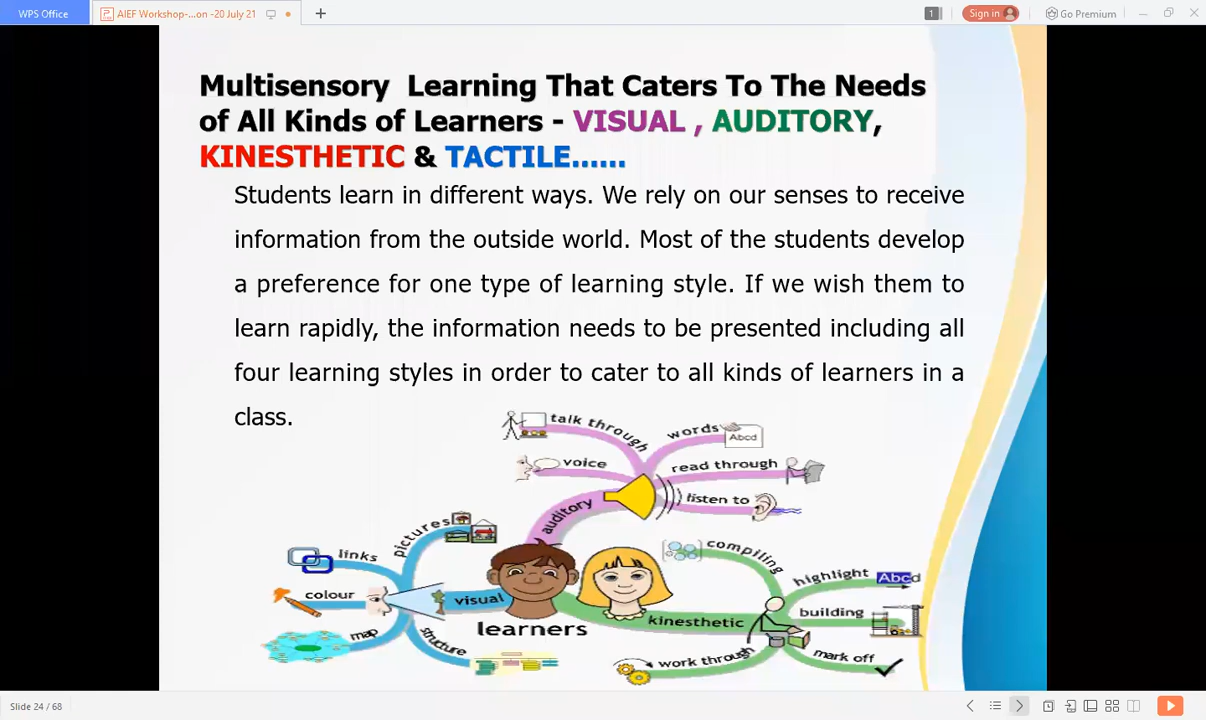 WPS Office
AIEF Workshop-...on -20 July 21
1
Sign in
Go Premium
Multisensory Learning That Caters To The Needs
of All Kinds of Learners - VISUAL , AUDITORY,
KINESTHETIC & TACTILE......
Students learn in different ways. We rely on our senses to receive
information from the outside world. Most of the students develop
a preference for one type of learning style. If we wish them to
learn rapidly, the information needs to be presented including all
four learning styles in order to cater to all kinds of learners in a
class.
talk through
words
Abcd
voice
read through
listen to
auditory
pictures
links
colour
map
structure
visual
learners
kinesthetic
compiling
highlight
Abcd
building
mark off
work through
Slide 24 / 68